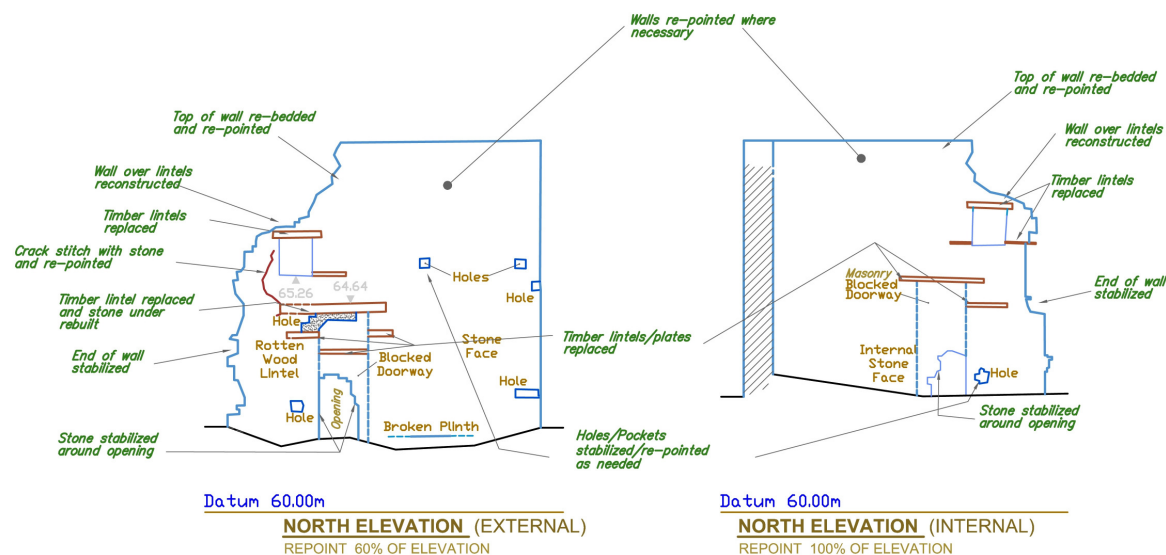 Walls re-pointed where
necessary
Top of wall re-bedded
and re-pointed
Wall over lintels
reconstructed
Timber lintels
replaced
Crack stitch with stone
and re-pointed
Timber lintel replaced
and stone under
rebuilt
End of wall
stabilized
Stone stabilized
around opening
65.26
64.64
Hole
Rotten
Wood
Lintel
Hole
Opening
Blocked
Doorway
Stone
Face
Holes
Hole
Hole
Broken Plinth
Timber lintels/plates
replaced
Holes/Pockets
stabilized/re-pointed
as needed
Top of wall re-bedded
and re-pointed
Wall over lintels
reconstructed
Timber lintels
replaced
End of wall
stabilized
Masonry
Blocked
Doorway
Internal
Stone
Face
Hole
Stone stabilized
around opening
Datum 60.00m
NORTH ELEVATION (EXTERNAL)
REPOINT 60% OF ELEVATION
Datum 60.00m
NORTH ELEVATION (INTERNAL)
REPOINT 100% OF ELEVATION